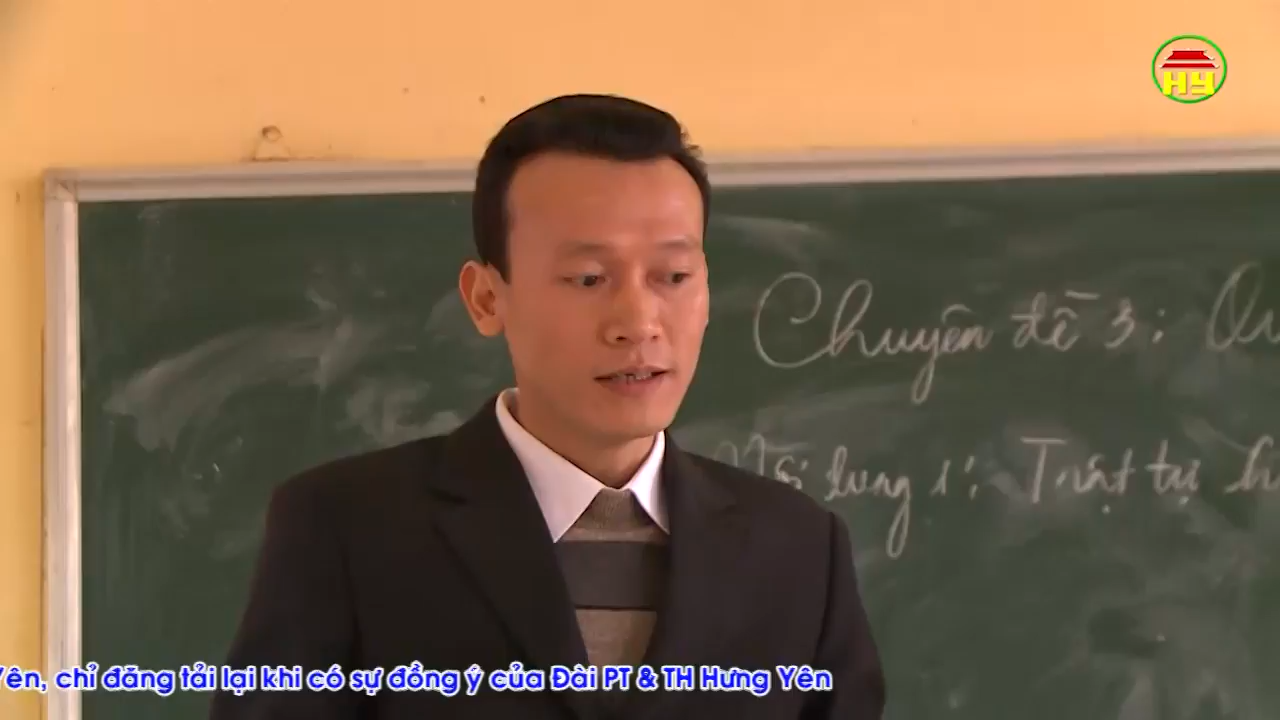 HY
Chuyên đề 3: Qu
Nội dung 1: Trật tự
Yên, chỉ đăng tải lại khi có sự đồng ý của Đài PT & TH Hưng Yên